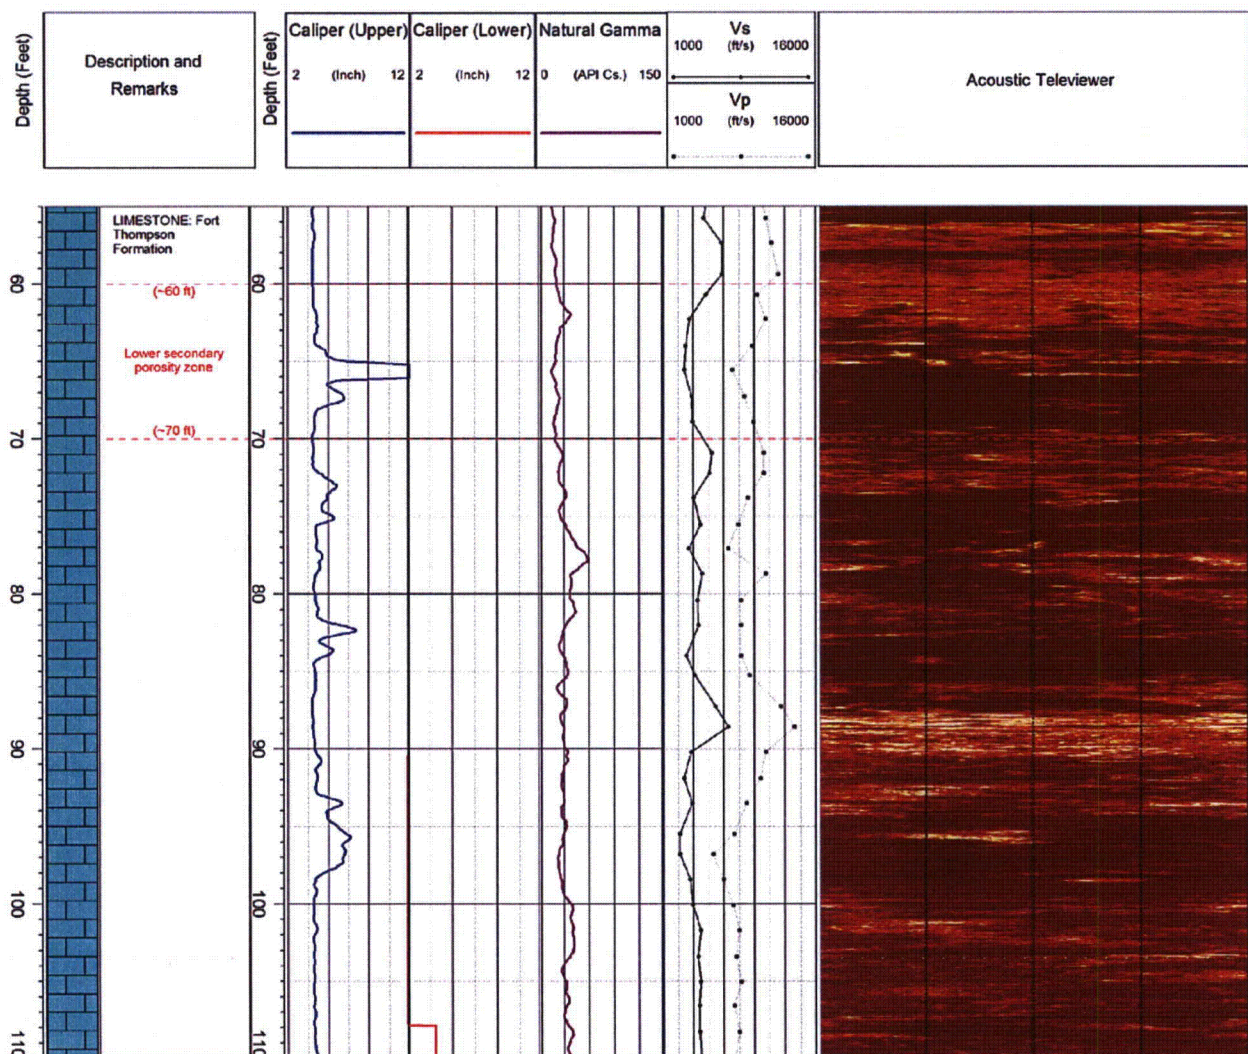 Depth (Feet)
Description and
Remarks
Depth (Feet)
Caliper (Upper)
2 (Inch) 12
Caliper (Lower)
2 (Inch) 12
Natural Gamma
0 (API Cs.) 150
Vs
1000 (ft/s) 16000
Vp
1000 (ft/s) 16000
Acoustic Televiewer
LIMESTONE: Fort
Thompson
Formation
60
(~60 ft)
60
Lower secondary
porosity zone
70
(~70 ft)
70
80
80
90
90
100
100
110
110